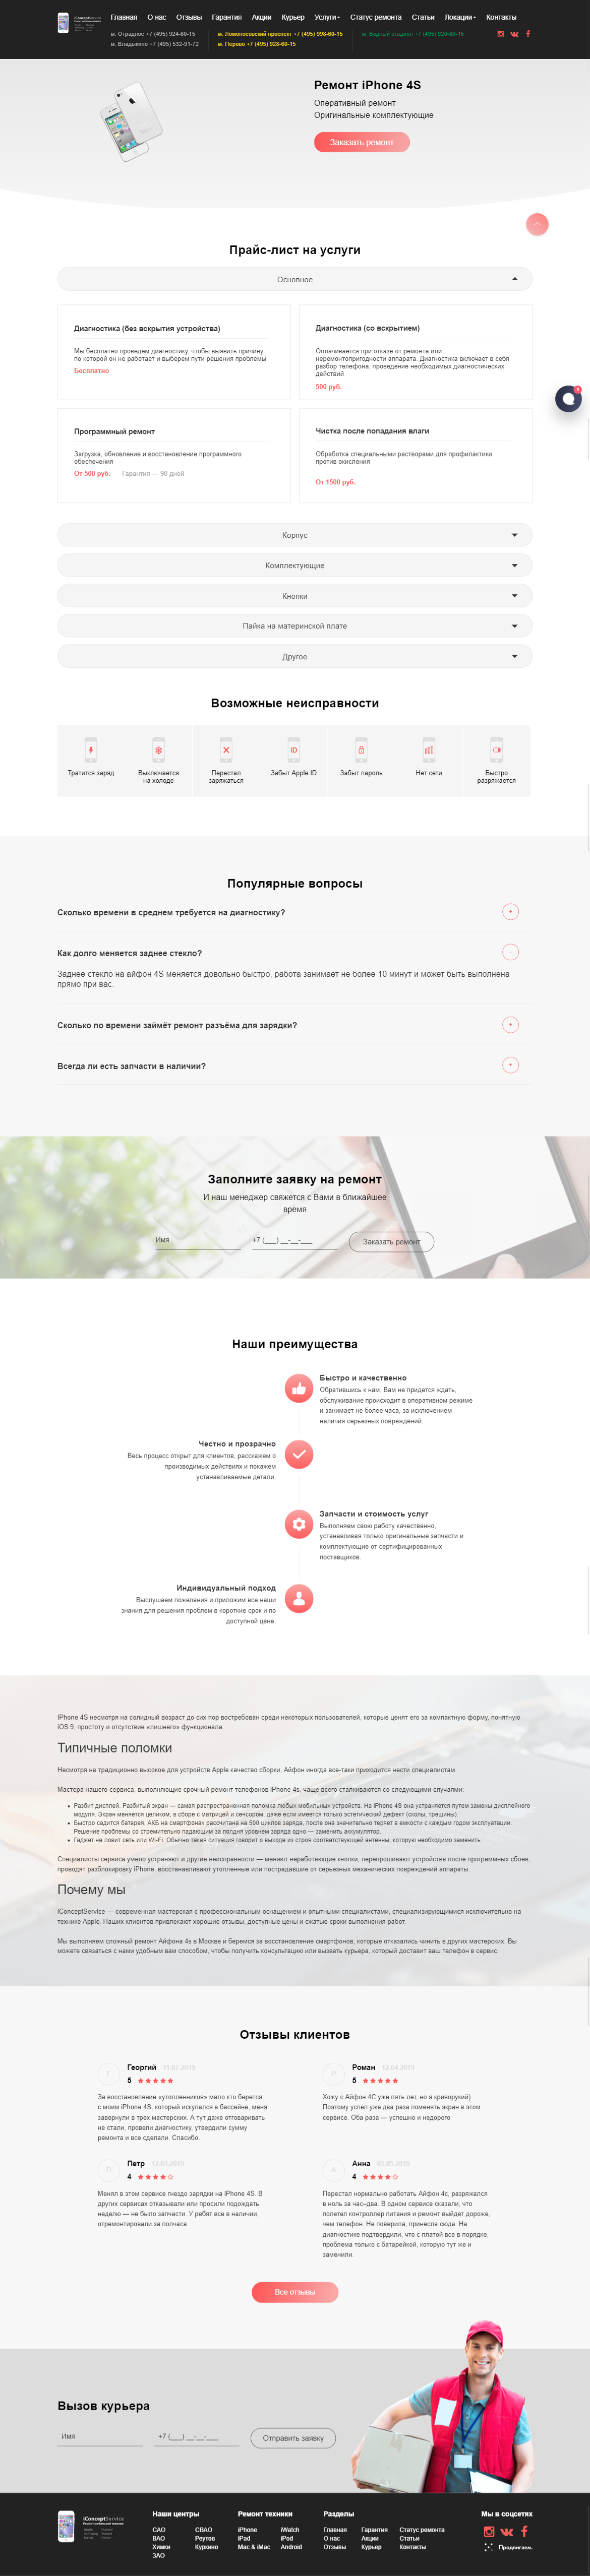 iConceptService
Главная О нас Отзывы Гарантия Акции Курьер Услуги Статус ремонта Статьи Локации Контакты
м. Отрадное +7 (495) 924-60-15
м. Ломоносовский проспект +7 (495) 998-60-15
м. Водный стадион +7 (495) 920-60-15
м. Владыкино +7 (495) 532-91-72
м. Перово +7 (495) 928-60-15
Ремонт iPhone 4S
Оперативный ремонт
Оригинальные комплектующие
Заказать ремонт
Прайс-лист на услуги
Основное
Диагностика (без вскрытия устройства)
Мы бесплатно проведем диагностику, чтобы выявить причину,
по которой он не работает и выберем пути решения проблемы
Бесплатно
Диагностика (со вскрытием)
Оплачивается при отказе от ремонта или
неремонтопригодности аппарата. Диагностика включает в себя
разбор телефона, проведение необходимых диагностических
действий
500 руб.
Программный ремонт
Загрузка, обновление и восстановление программного
обеспечения
От 500 руб. Гарантия — 90 дней
Чистка после попадания влаги
Обработка специальными растворами для профилактики
против окисления
От 1500 руб.
Корпус
Комплектующие
Кнопки
Пайка на материнской плате
Другое
Возможные неисправности
Тратится заряд
Выключается
на холоде
Перестал
заряжаться
Забыт Apple ID
Забыт пароль
Нет сети
Быстро
разряжается
Популярные вопросы
Сколько времени в среднем требуется на диагностику?
Как долго меняется заднее стекло?
Заднее стекло на айфон 4S меняется довольно быстро, работа занимает не более 10 минут и может быть выполнена
прямо при вас.
Сколько по времени займёт ремонт разъёма для зарядки?
Всегда ли есть запчасти в наличии?
Заполните заявку на ремонт
И наш менеджер свяжется с Вами в ближайшее
время
Имя
+7 (___) __-__-___
Заказать ремонт
Наши преимущества
Быстро и качественно
Обратившись к нам, Вам не придется ждать,
обслуживание происходит в оперативном режиме
и занимает не более часа, за исключением
наличия серьезных повреждений.
Честно и прозрачно
Весь процесс открыт для клиентов, расскажем о
производимых действиях и покажем
устанавливаемые детали.
Запчасти и стоимость услуг
Выполняем свою работу качественно,
устанавливая только оригинальные запчасти и
комплектующие от сертифицированных
поставщиков.
Индивидуальный подход
Выслушаем пожелания и приложим все наши
знания для решения проблем в короткие срок и по
доступной цене.
IPhone 4S несмотря на солидный возраст до сих пор востребован среди некоторых пользователей, которые ценят его за компактную форму, понятную
IOS 9, простоту и отсутствие «лишнего» функционала.
Типичные поломки
Несмотря на традиционно высокое для устройств Apple качество сборки, Айфон иногда все-таки приходится нести специалистам.
Мастера нашего сервиса, выполняющие срочный ремонт телефонов iPhone 4s, чаще всего сталкиваются со следующими случаями:
Разбит дисплей. Разбитый экран — самая распространенная поломка любых мобильных устройств. На iPhone 4S она устраняется путем замены дисплейного
модуля. Экран меняется целиком, в сборе с матрицей и сенсором, даже если имеется только эстетический дефект (сколы, трещины).
Быстро садится батарея. АКБ на смартфонах рассчитана на 500 циклов заряда, после она значительно теряет в емкости с каждым годом эксплуатации.
Решение проблемы со стремительно падающим за полдня уровнем заряда одно — заменить аккумулятор.
Гаджет не ловит сеть или Wi-Fi. Обычно такая ситуация говорит о выходе из строя соответствующей антенны, которую необходимо заменить.
Специалисты сервиса умело устраняют и другие неисправности — меняют неработающие кнопки, перепрошивают устройства после программных сбоев,
проводят разблокировку iPhone, восстанавливают утопленные или пострадавшие от серьезных механических повреждений аппараты.
Почему мы
IConceptService — современная мастерская с профессиональным оснащением и опытными специалистами, специализирующимися исключительно на
технике Apple. Наших клиентов привлекают хорошие отзывы, доступные цены и сжатые сроки выполнения работ.
Мы выполняем сложный ремонт Айфона 4s в Москве и беремся за восстановление смартфонов, которые отказались чинить в других мастерских. Вы
можете связаться с нами удобным вам способом, чтобы получить консультацию или вызвать курьера, который доставит ваш телефон в сервис.
Отзывы клиентов
Г
Георгий 11.07.2019
5
За восстановление «утопленников» мало кто берется:
с моим iPhone 4S, который искупался в бассейне, меня
завернули в трех мастерских. А тут даже отговаривать
не стали, провели диагностику, утвердили сумму
ремонта и все сделали. Спасибо.
Р
Роман 12.04.2019
5
Хожу с Айфон 4С уже пять лет, но я криворукий)
Поэтому успел уже два раза поменять экран в этом
сервисе. Оба раза — успешно и недорого
П
Петр 12.03.2019
4
Менял в этом сервисе гнездо зарядки на iPhone 4S. В
других сервисах отказывали или просили подождать
неделю — не было запчасти. У ребят все в наличии,
отремонтировали за полчаса
А
Анна 03.05.2019
4
Перестал нормально работать Айфон 4с, разряжался
в ноль за час–два. В одном сервисе сказали, что
полетел контроллер питания и ремонт выйдет дороже,
чем телефон. Не поверила, принесла сюда. На
диагностике подтвердили, что с платой все в порядке,
проблема только с батарейкой, которую тут же и
заменили.
Все отзывы
Вызов курьера
Имя
+7 (___) __-__-___
Отправить заявку
iConceptService
Ремонт мобильной техники
Наши центры
САО СВАО
ВАО Реутов
Химки Куркино
ЗАО
Ремонт техники
iPhone iWatch
iPad iPod
Mac & iMac Android
Разделы
Главная Гарантия Статус ремонта
О нас Акции Статьи
Отзывы Курьер Контакты
Мы в соцсетях
Продвигаем.